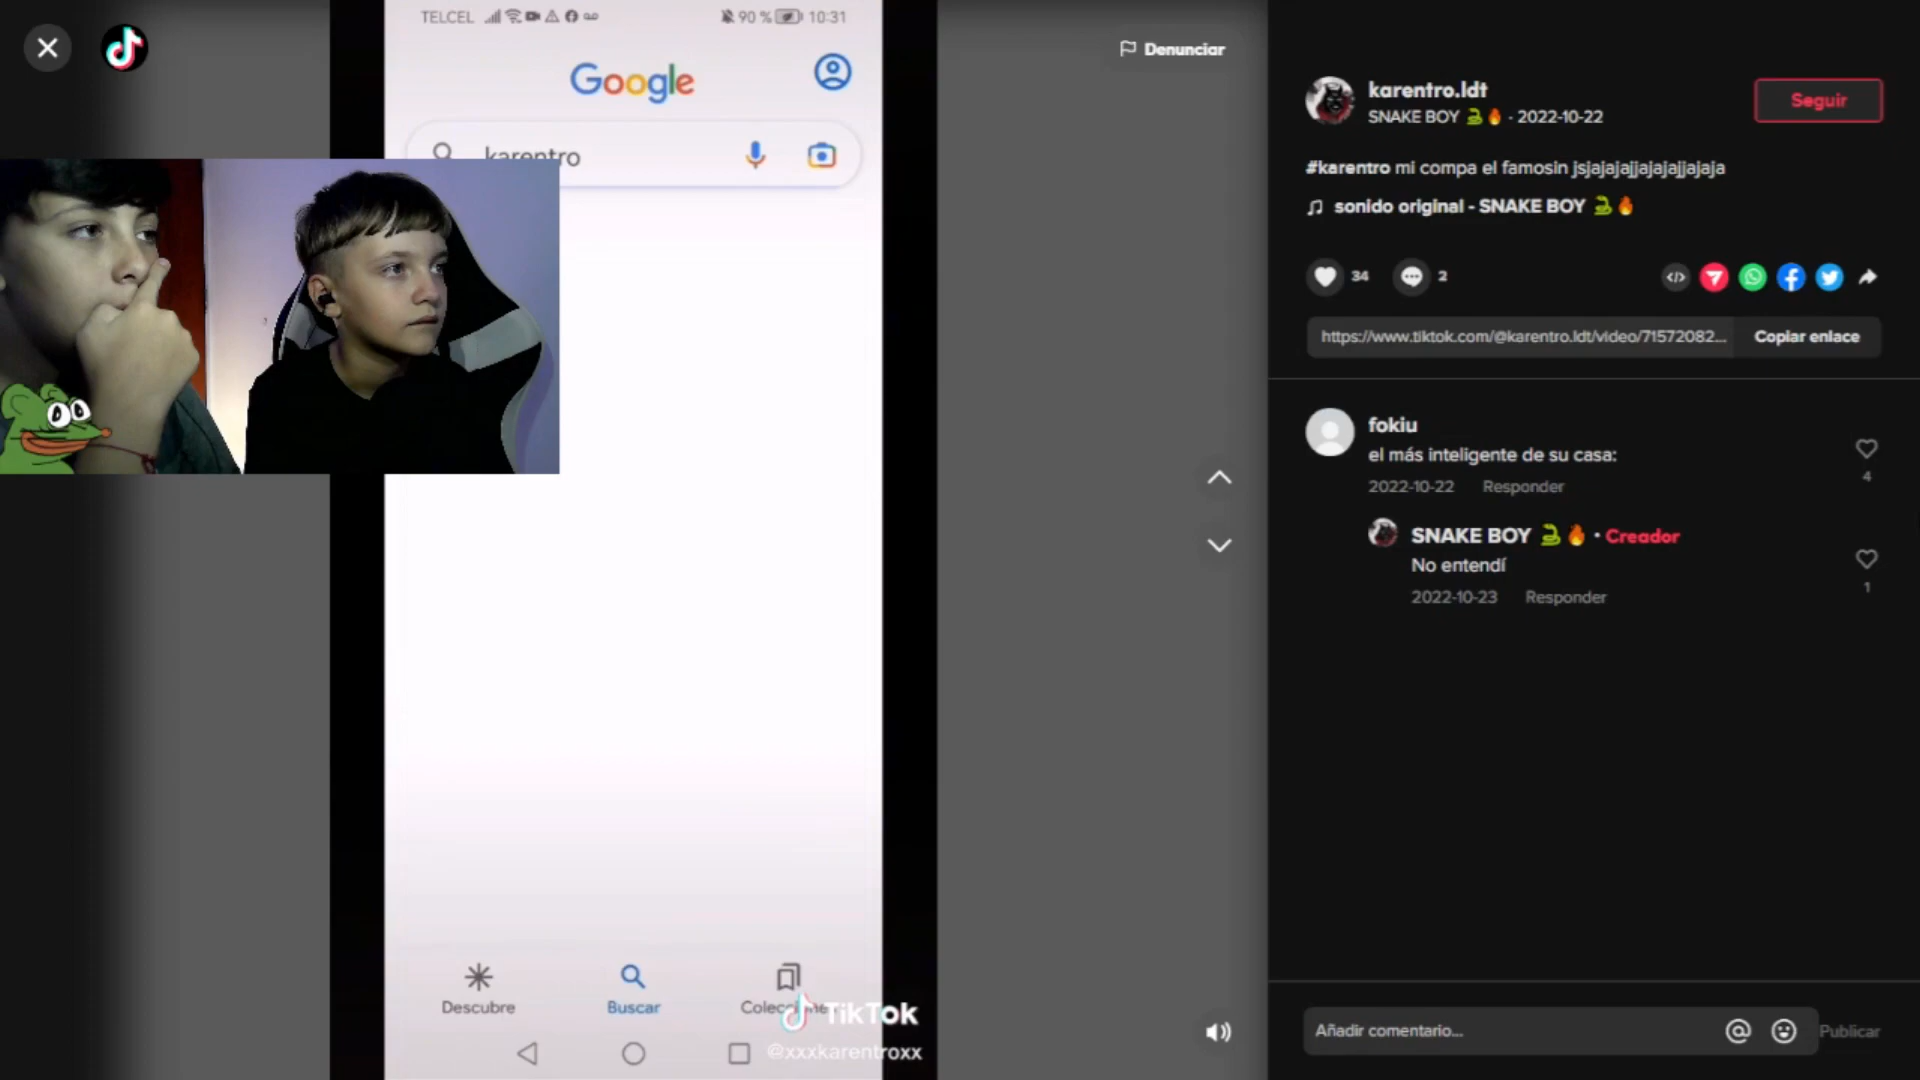 TELCEL
90 %
10:31
Google
karentro
Descubre
Buscar
TikTok
@xxxkarentroxx
Denunciar
karentro.ldt
SNAKE BOY 🐍🔥 · 2022-10-22
Seguir
#karentro mi compa el famosin jsjajajajjajajajjajaja
sonido original - SNAKE BOY 🐍🔥
34
2
https://www.tiktok.com/@karentro.ldt/video/71572082...
Copiar enlace
fokiu
el más inteligente de su casa:
2022-10-22
Responder
4
SNAKE BOY 🐍🔥 · Creador
No entendí
2022-10-23
Responder
1
Añadir comentario...
Publicar